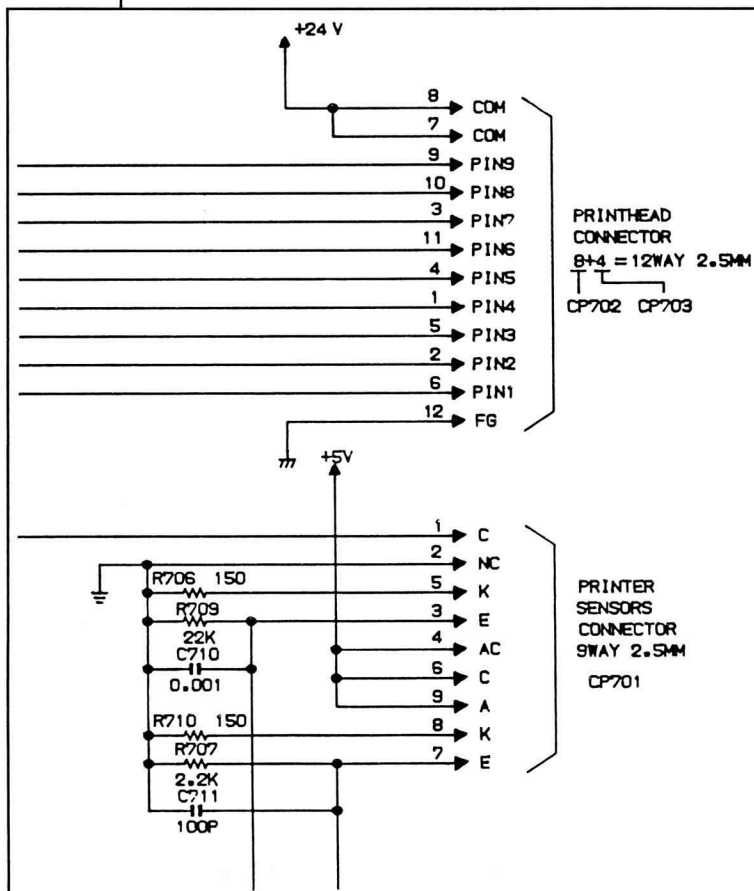 +24 V
8 COM
7 COM
9 PIN9
10 PIN8
3 PIN7
11 PIN6
4 PIN5
1 PIN4
5 PIN3
2 PIN2
6 PIN1
12 FG
PRINTHEAD
CONNECTOR
8+4 = 12WAY 2.5MM
CP702 CP703
+5V
1 C
2 NC
R706 150
5 K
R709
3 E
22K
4 AC
C710
6 C
0.001
9 A
R710 150
8 K
R707
7 E
2.2K
C711
100P
PRINTER
SENSORS
CONNECTOR
9WAY 2.5MM
CP701